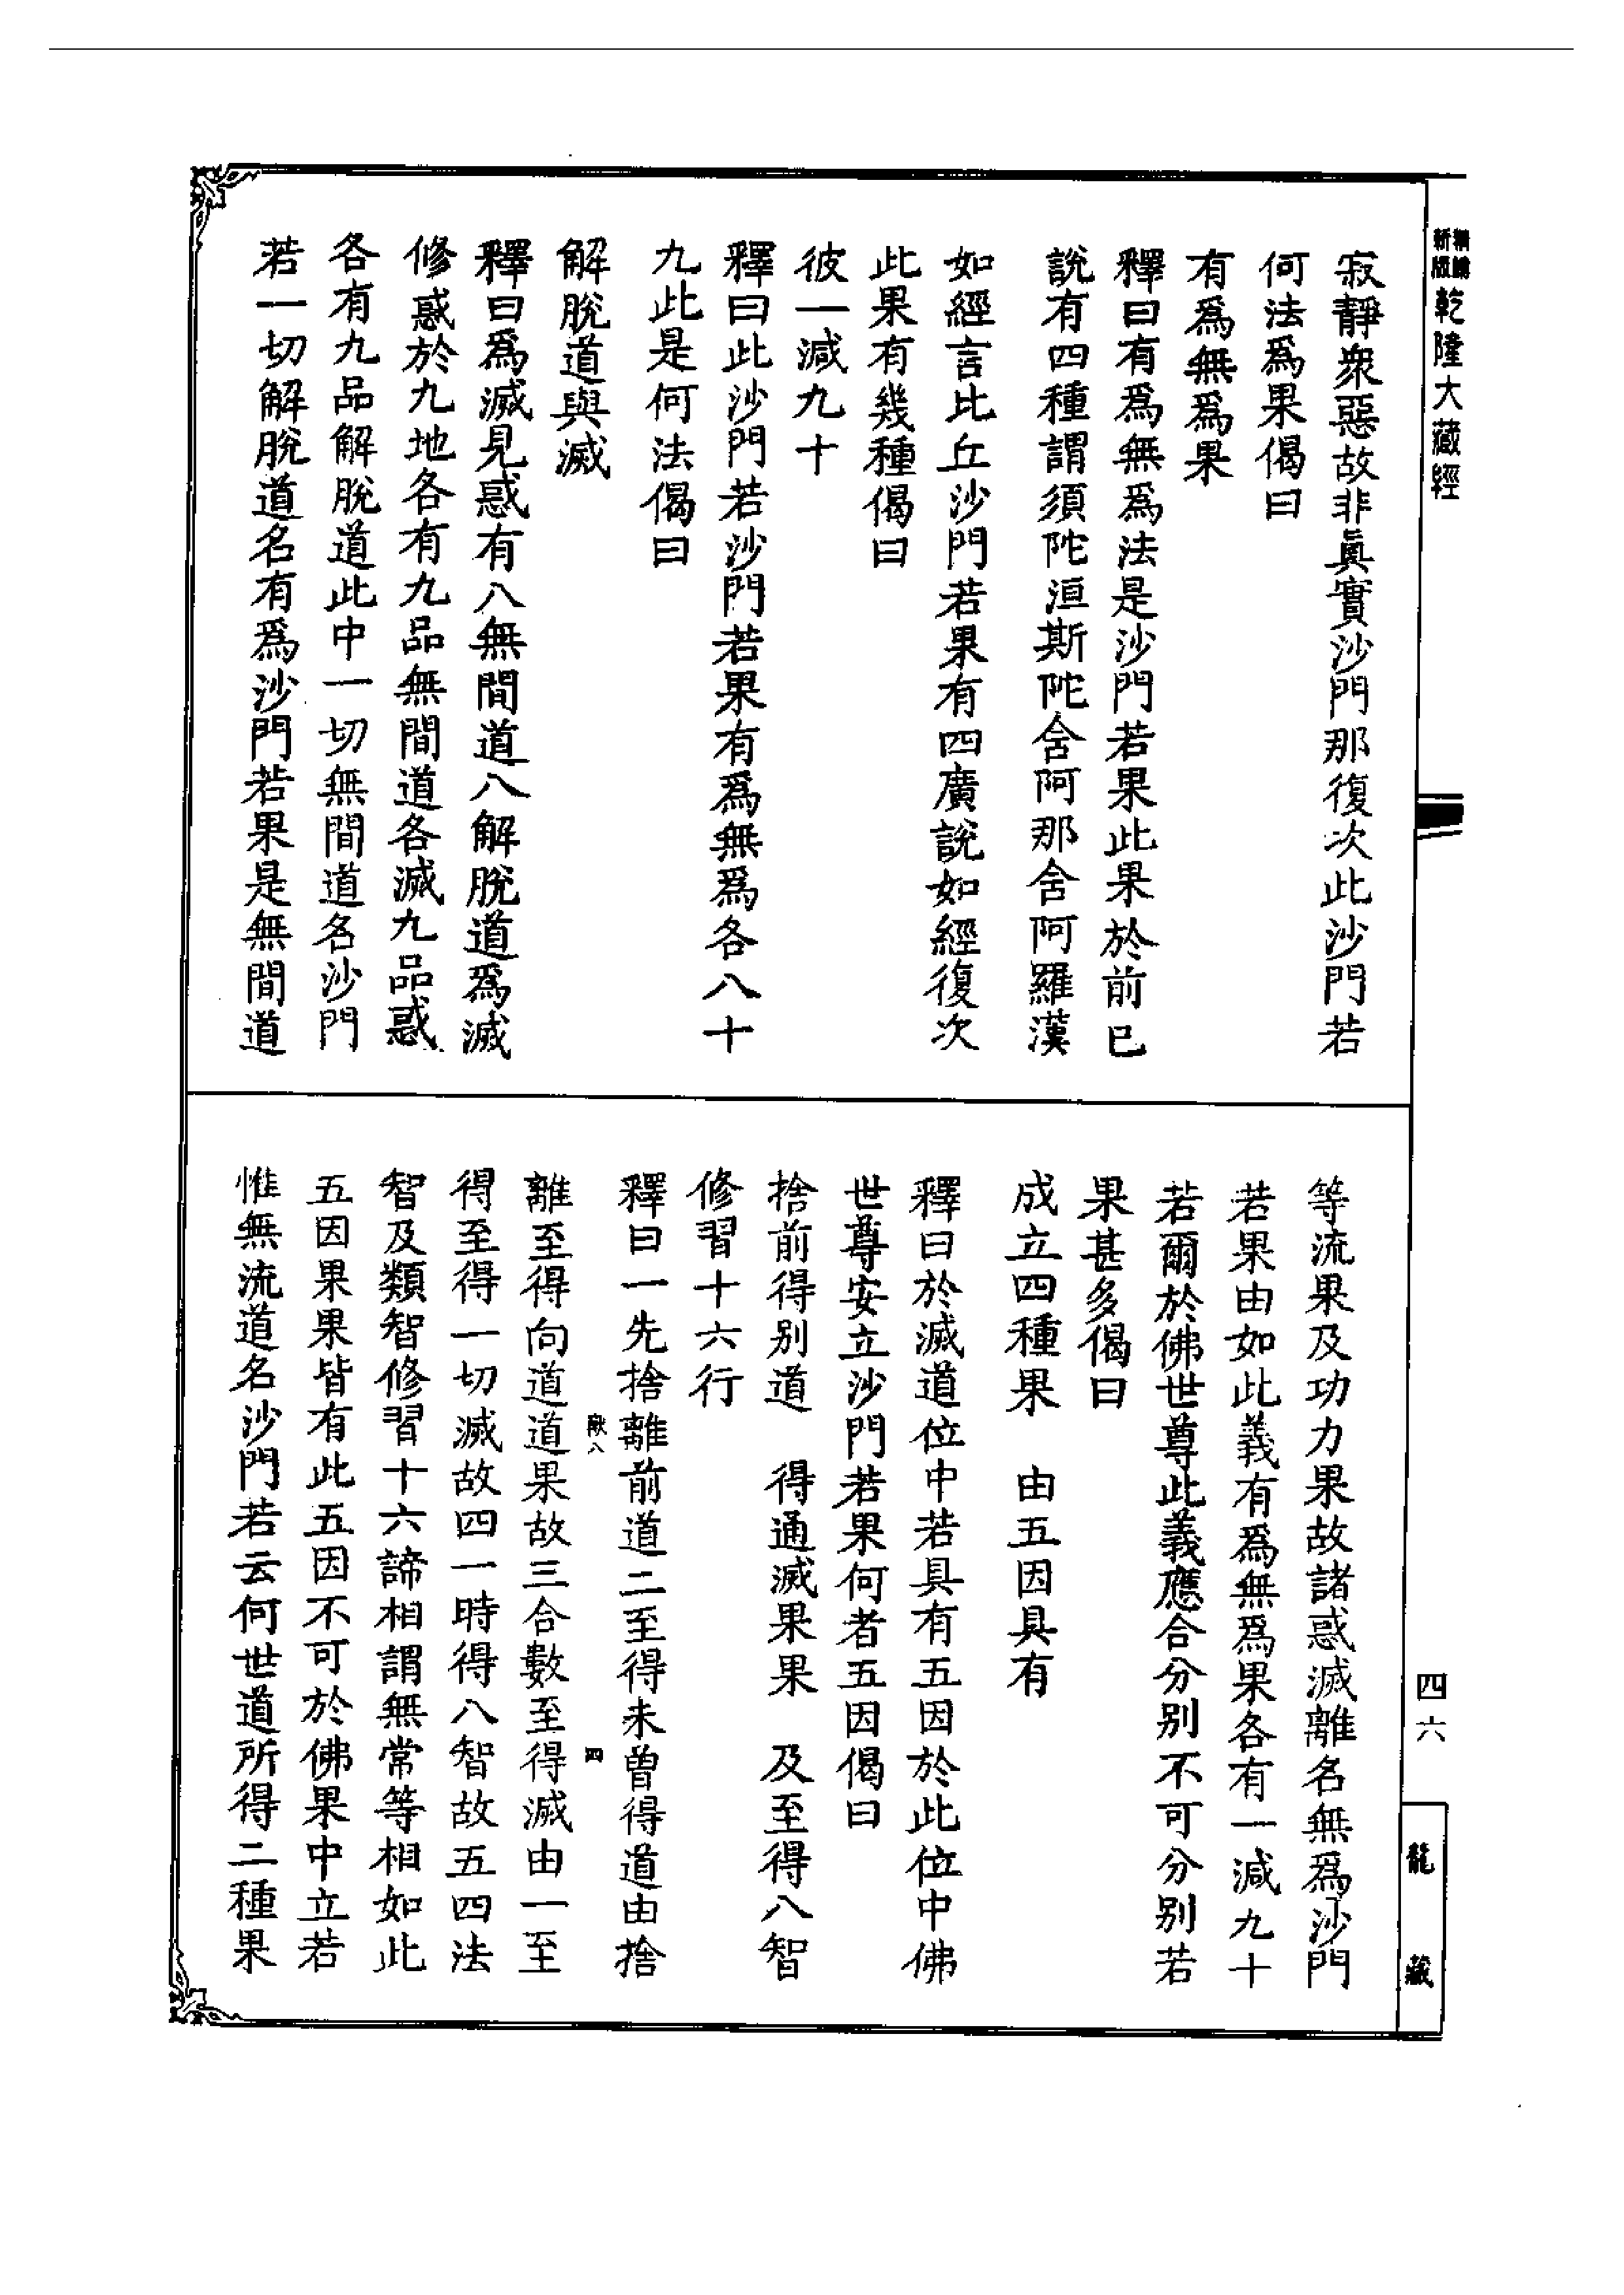 新版
精縮
乾隆大藏經
寂靜衆惡故非眞實沙門那復次此沙門若
何法爲果偈曰
有爲無爲果
釋曰有爲無爲法是沙門若果此果於前已
說有四種謂須陀洹斯陀含阿那含阿羅漢
如經言比丘沙門若果有四廣說如經復次
此果有幾種偈曰
彼一減九十
釋曰此沙門若沙門若果有爲無爲各八十
九此是何法偈曰
解脫道與滅
釋曰爲滅見惑有八無間道八解脫道爲滅
修惑於九地各有九品無間道各滅九品惑
各有九品解脫道此中一切無間道名沙門
若一切解脫道名有爲沙門若果是無間道
等流果及功力果故諸惑滅離名無爲沙門
若果由如此義有爲無爲果各有一減九十
若爾於佛世尊此義應合分別不可分別若
果甚多偈曰
成立四種果　由五因具有
釋曰於滅道位中若具有五因於此位中佛
世尊安立沙門若果何者五因偈曰
捨前得別道　得通滅果果　及至得八智
修習十六行
釋曰一先捨離前道二至得未曾得道由捨
離至得向道道果故三合數至得滅由一至
得至得一切滅故四一時得八智故五四法
智及類智修習十六諦相謂無常等相如此
五因果果皆有此五因不可於佛果中立若
惟無流道名沙門若云何世道所得二種果
四
四六
龍藏